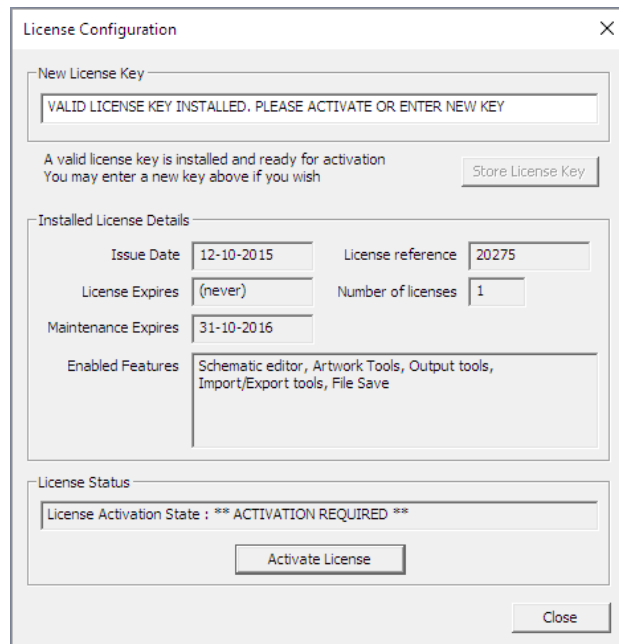 License Configuration
New License Key
VALID LICENSE KEY INSTALLED. PLEASE ACTIVATE OR ENTER NEW KEY
A valid license key is installed and ready for activation
You may enter a new key above if you wish
Store License Key
Installed License Details
Issue Date 12-10-2015 License reference 20275
License Expires (never) Number of licenses 1
Maintenance Expires 31-10-2016
Enabled Features Schematic editor, Artwork Tools, Output tools,
Import/Export tools, File Save
License Status
License Activation State : ** ACTIVATION REQUIRED **
Activate License
Close